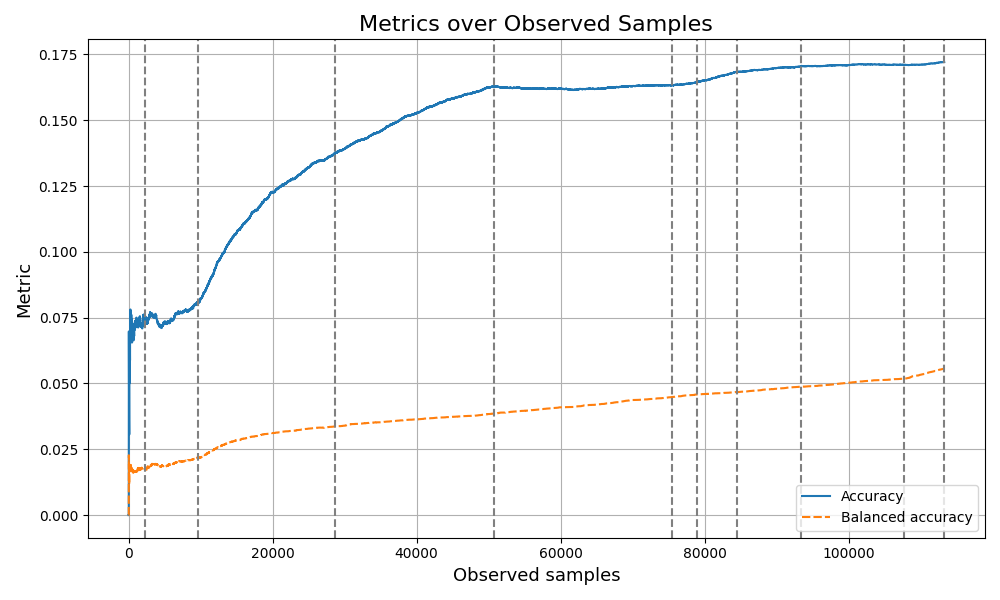 Metrics over Observed Samples
Metric
0.175
0.150
0.125
0.100
0.075
0.050
0.025
0.000
0
20000
40000
60000
80000
100000
Observed samples
Accuracy
Balanced accuracy